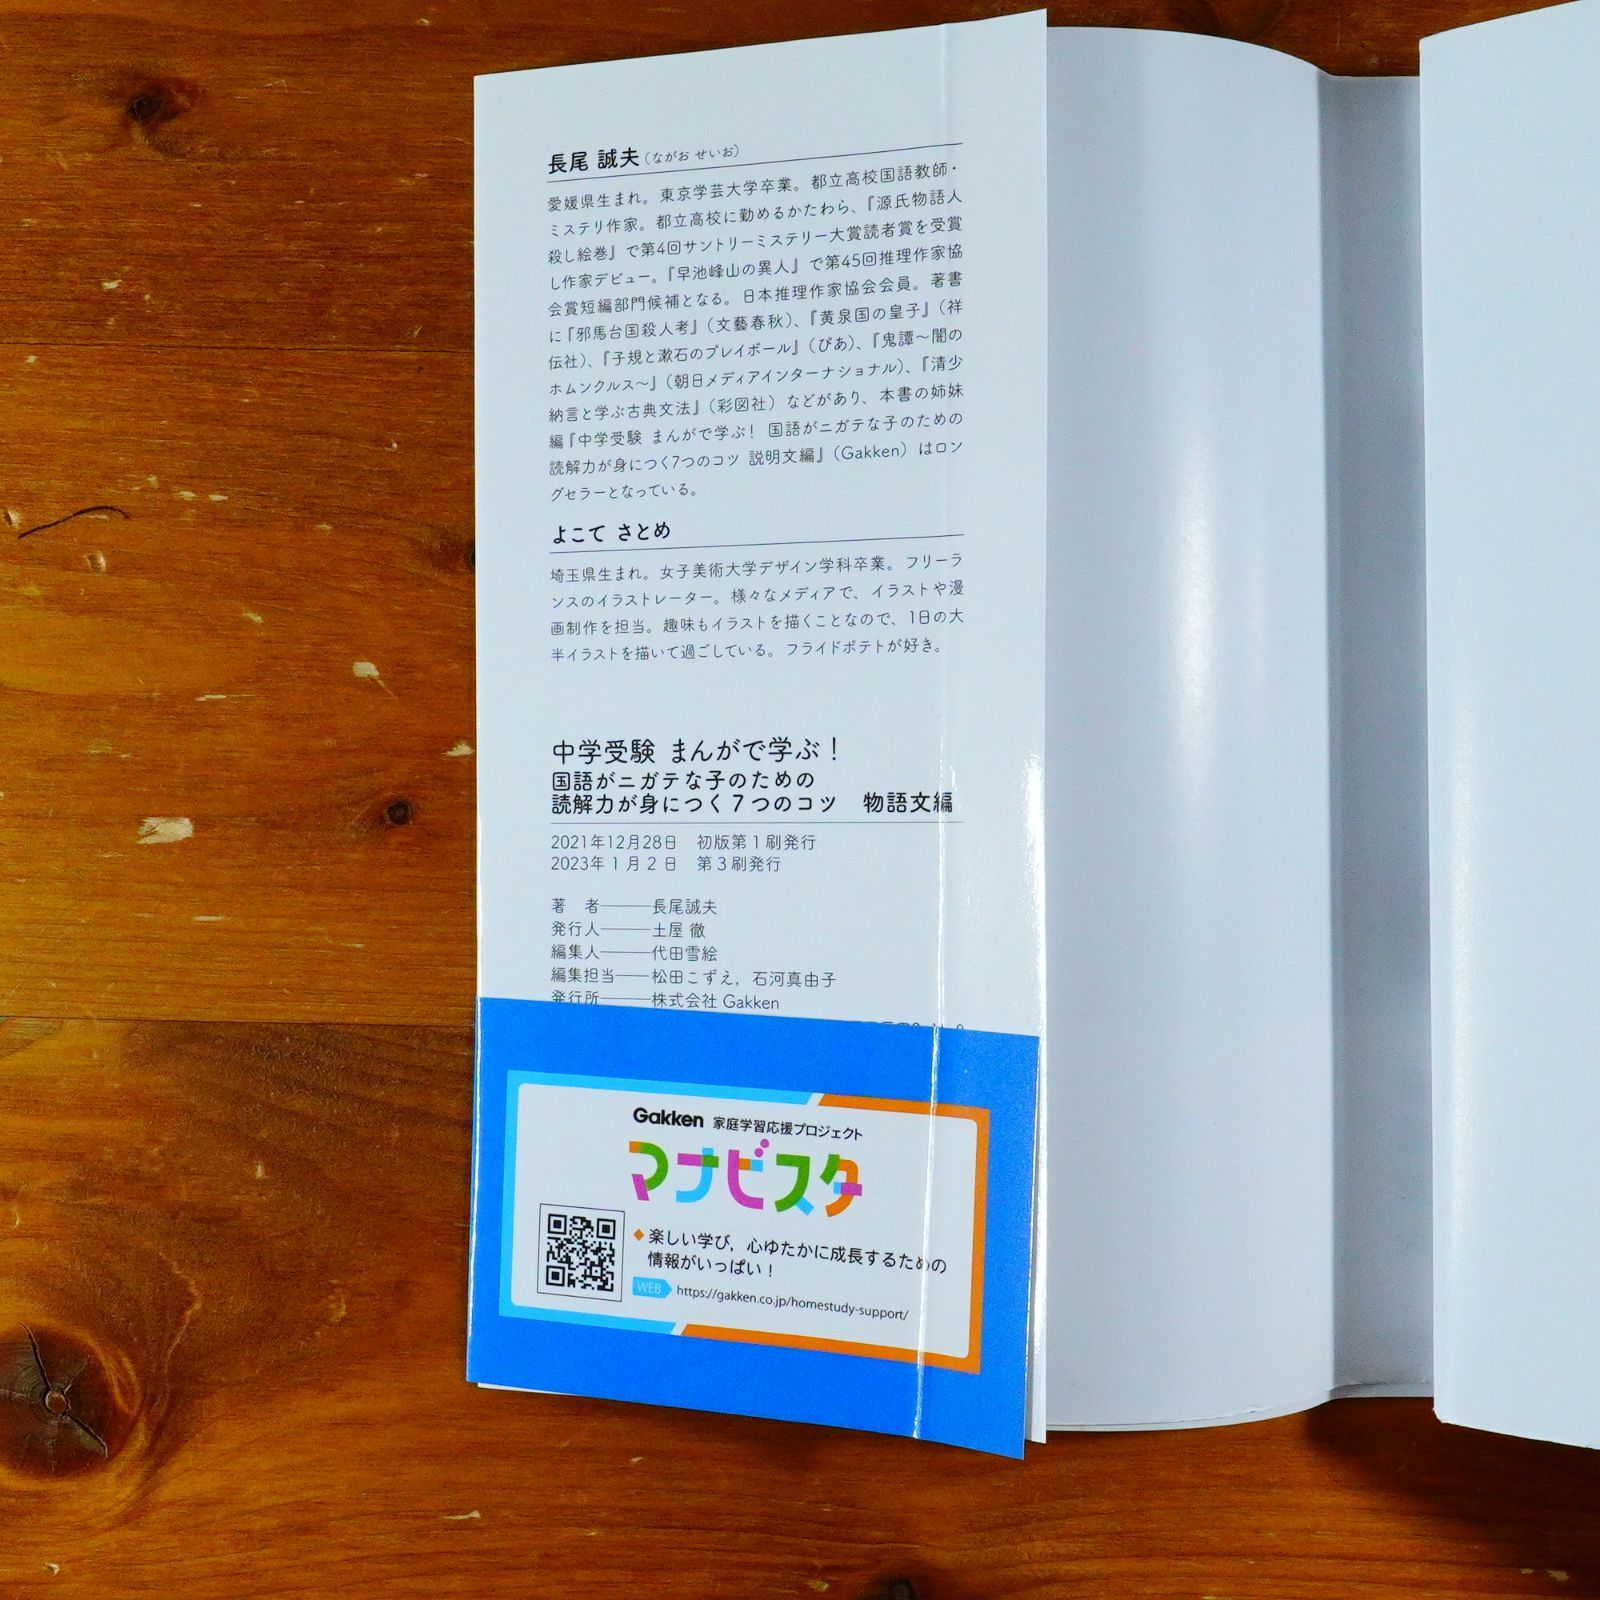 長尾 誠夫（ながお せいお）
愛媛県生まれ。東京学芸大学卒業。都立高校国語教師・
ミステリ作家。都立高校に勤めるかたわら、『源氏物語人
殺し絵巻』で第4回サントリーミステリー大賞読者賞を受賞
し作家デビュー。『早池峰山の異人』で第45回推理作家協
会賞短編部門候補となる。日本推理作家協会会員。著書
に『邪馬台国殺人考』（文藝春秋）、『黄泉国の皇子』（祥
伝社）、『子規と漱石のプレイボール』（ぴあ）、『鬼譚〜闇の
ホムンクルス〜』（朝日メディアインターナショナル）、『清少
納言と学ぶ古典文法』（彩図社）などがあり、本書の姉妹
編『中学受験 まんがで学ぶ！ 国語がニガテな子のための
読解力が身につく7つのコツ 説明文編』（Gakken）はロン
グセラーとなっている。
よこて さとめ
埼玉県生まれ。女子美術大学デザイン学科卒業。フリーラ
ンスのイラストレーター。様々なメディアで、イラストや漫
画制作を担当。趣味もイラストを描くことなので、1日の大
半イラストを描いて過ごしている。フライドポテトが好き。
中学受験 まんがで学ぶ！
国語がニガテな子のための
読解力が身につく７つのコツ　物語文編
2021年12月28日　初版第１刷発行
2023年１月２日　第３刷発行
著　者――長尾誠夫
発行人――土屋 徹
編集人――代田雪絵
編集担当――松田こずえ，石河真由子
発行所――株式会社 Gakken
Gakken 家庭学習応援プロジェクト
マナビスタ
◆楽しい学び，心ゆたかに成長するための
情報がいっぱい！
WEB https://gakken.co.jp/homestudy-support/